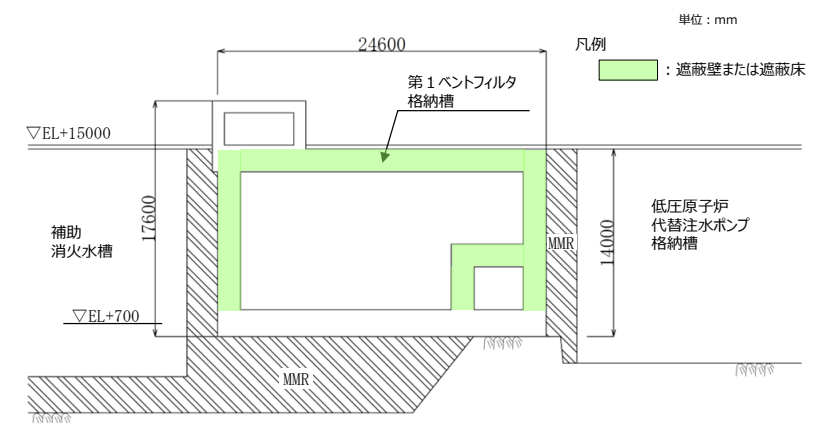 単位：mm
24600
凡例
：遮蔽壁または遮蔽床
第１ベントフィルタ
格納槽
▽EL+15000
17600
補助
消火水槽
MMR
14000
低圧原子炉
代替注水ポンプ
格納槽
▽EL+700
MMR